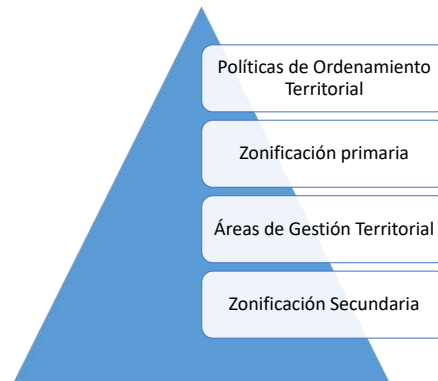 Políticas de Ordenamiento
Territorial
Zonificación primaria
Áreas de Gestión Territorial
Zonificación Secundaria